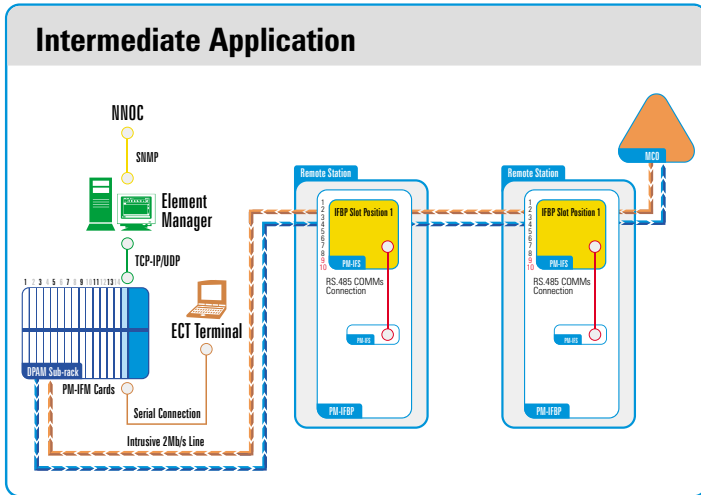 Intermediate Application
NNOC
SNMP
Element
Manager
TCP-IP/UDP
1 2 3 4 5 6 7 8 9 10 11 12 13 14
DPAM Sub-rack
PM-IFM Cards
ECT Terminal
Serial Connection
Intrusive 2Mb/s Line
Remote Station
1
2
3
4
5
6
7
8
9
10
IFBP Slot Position 1
PM-IFS
RS.485 COMMs
Connection
PM-IFS
PM-IFBP
Remote Station
1
2
3
4
5
6
7
8
9
10
IFBP Slot Position 1
PM-IFS
RS.485 COMMs
Connection
PM-IFS
PM-IFBP
MCO